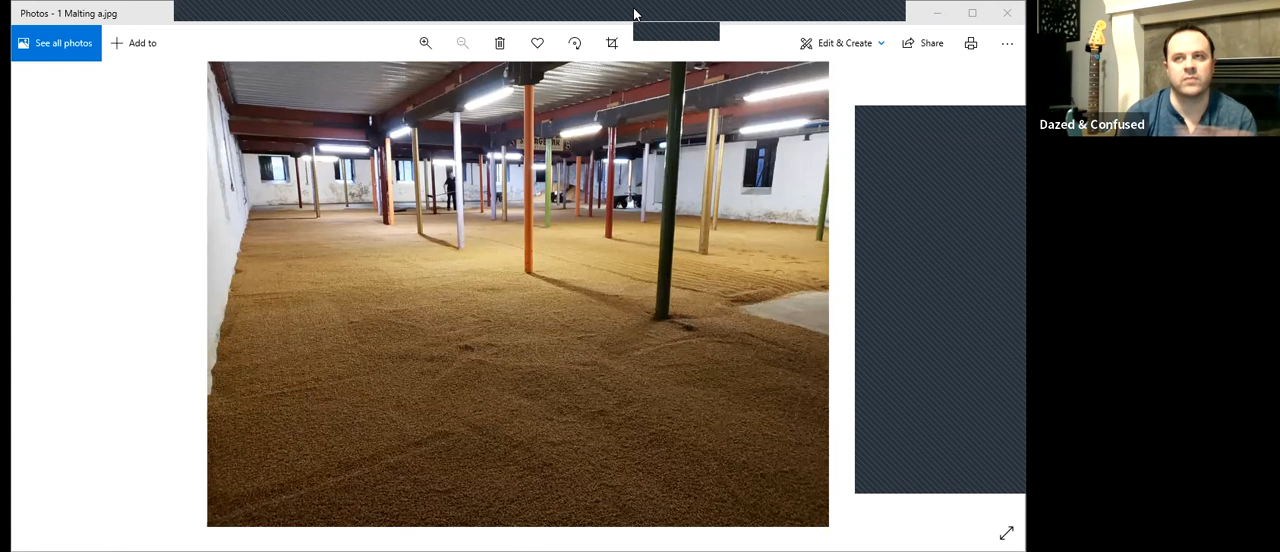 Photos - 1 Malting a.jpg
See all photos
Add to
Edit & Create
Share
Dazed & Confused